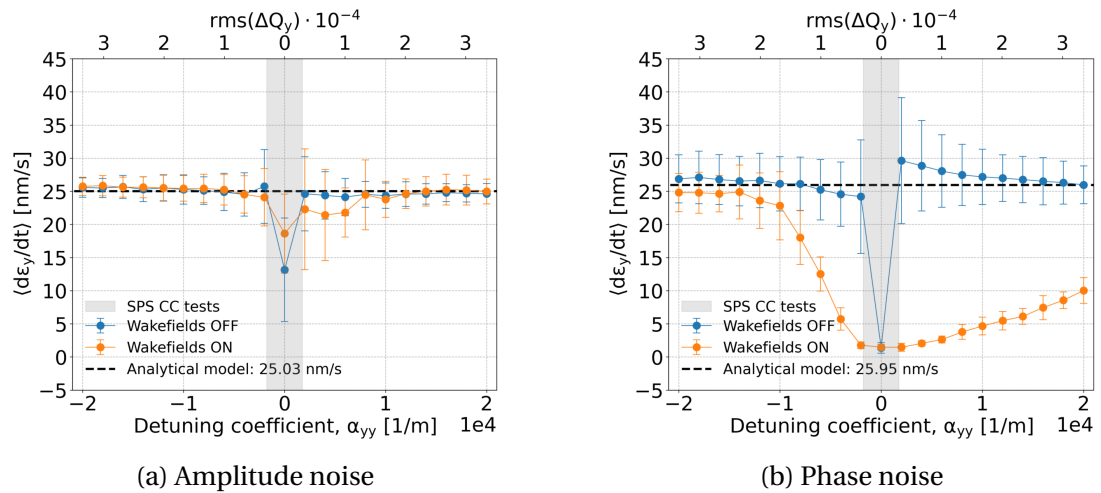 rms(ΔQy) · 10−4
3 2 1 0 1 2 3
45
40
35
30
25
20
15
10
5
0
−5
⟨dεy/dt⟩ [nm/s]
SPS CC tests
Wakefields OFF
Wakefields ON
Analytical model: 25.03 nm/s
−2 −1 0 1 2
Detuning coefficient, αyy [1/m] 1e4
(a) Amplitude noise
rms(ΔQy) · 10−4
3 2 1 0 1 2 3
45
40
35
30
25
20
15
10
5
0
−5
⟨dεy/dt⟩ [nm/s]
SPS CC tests
Wakefields OFF
Wakefields ON
Analytical model: 25.95 nm/s
−2 −1 0 1 2
Detuning coefficient, αyy [1/m] 1e4
(b) Phase noise